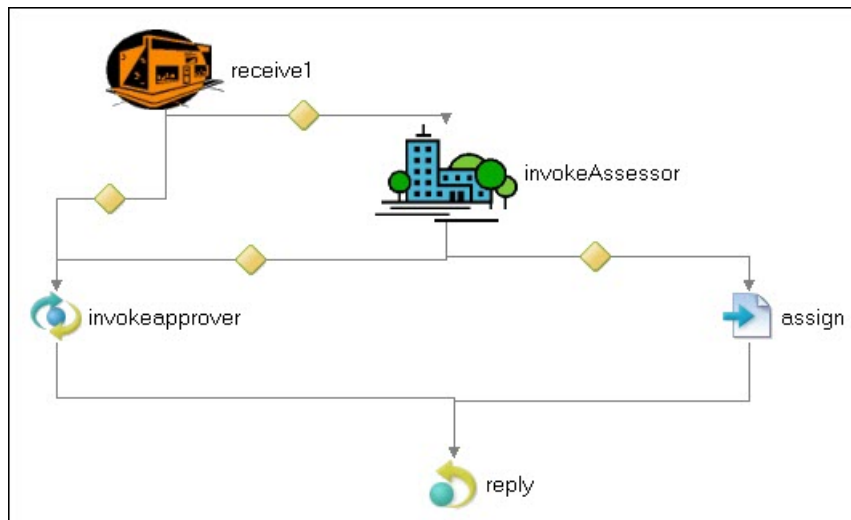 receive1
invokeAssessor
invokeapprover
assign
reply